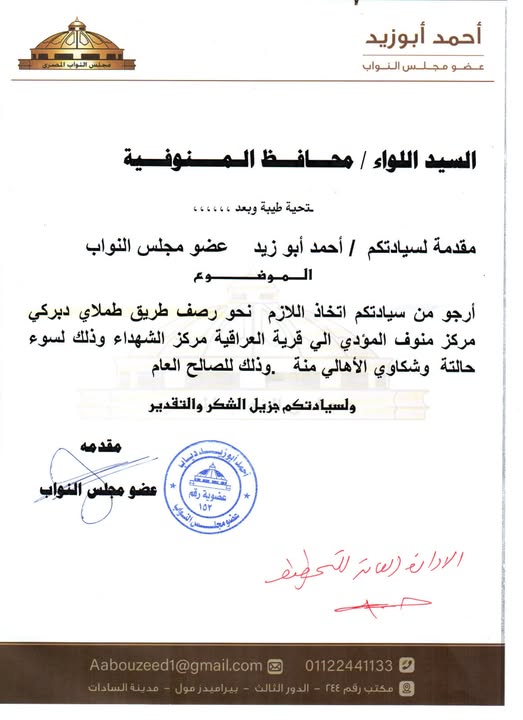 أحمد أبوزيد
عضو مجلس النواب
مجلس النواب المصري
السيد اللواء / محافظ المنوفية
تحية طيبة وبعد ،،،،،،
مقدمة لسيادتكم / أحمد أبو زيد عضو مجلس النواب
الموضوع
أرجو من سيادتكم اتخاذ اللازم نحو رصف طريق طملاي دبركي
مركز منوف المؤدي الي قرية العراقية مركز الشهداء وذلك لسوء
حالتة وشكاوي الأهالي منة .وذلك للصالح العام
ولسيادتكم جزيل الشكر والتقدير
مقدمه
عضو مجلس النواب
أحمد أبوزيد دياب
عضوية رقم
١٥٢
عضو مجلس النواب
الادارة العامة للتخطيط
Aabouzeed1@gmail.com 01122441133
مكتب رقم ٢٤٤ - الدور الثالث - بيراميدز مول - مدينة السادات